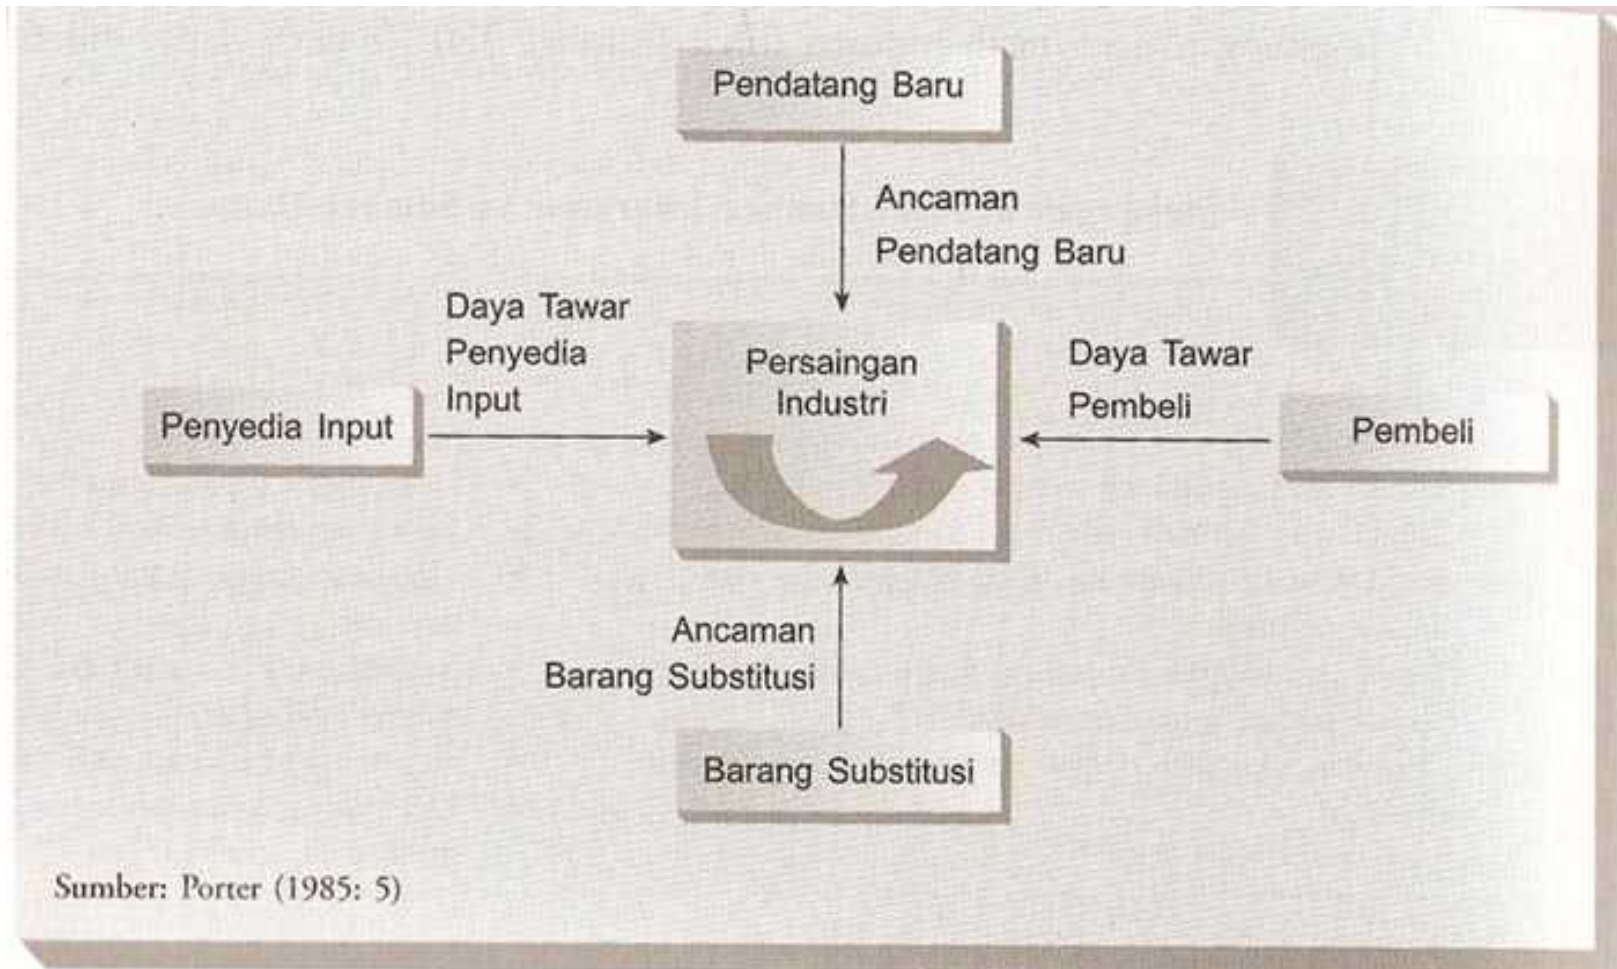 Pendatang Baru
Ancaman
Pendatang Baru
Daya Tawar
Penyedia
Input
Penyedia Input
Persaingan
Industri
Daya Tawar
Pembeli
Pembeli
Ancaman
Barang Substitusi
Barang Substitusi
Sumber: Porter (1985: 5)